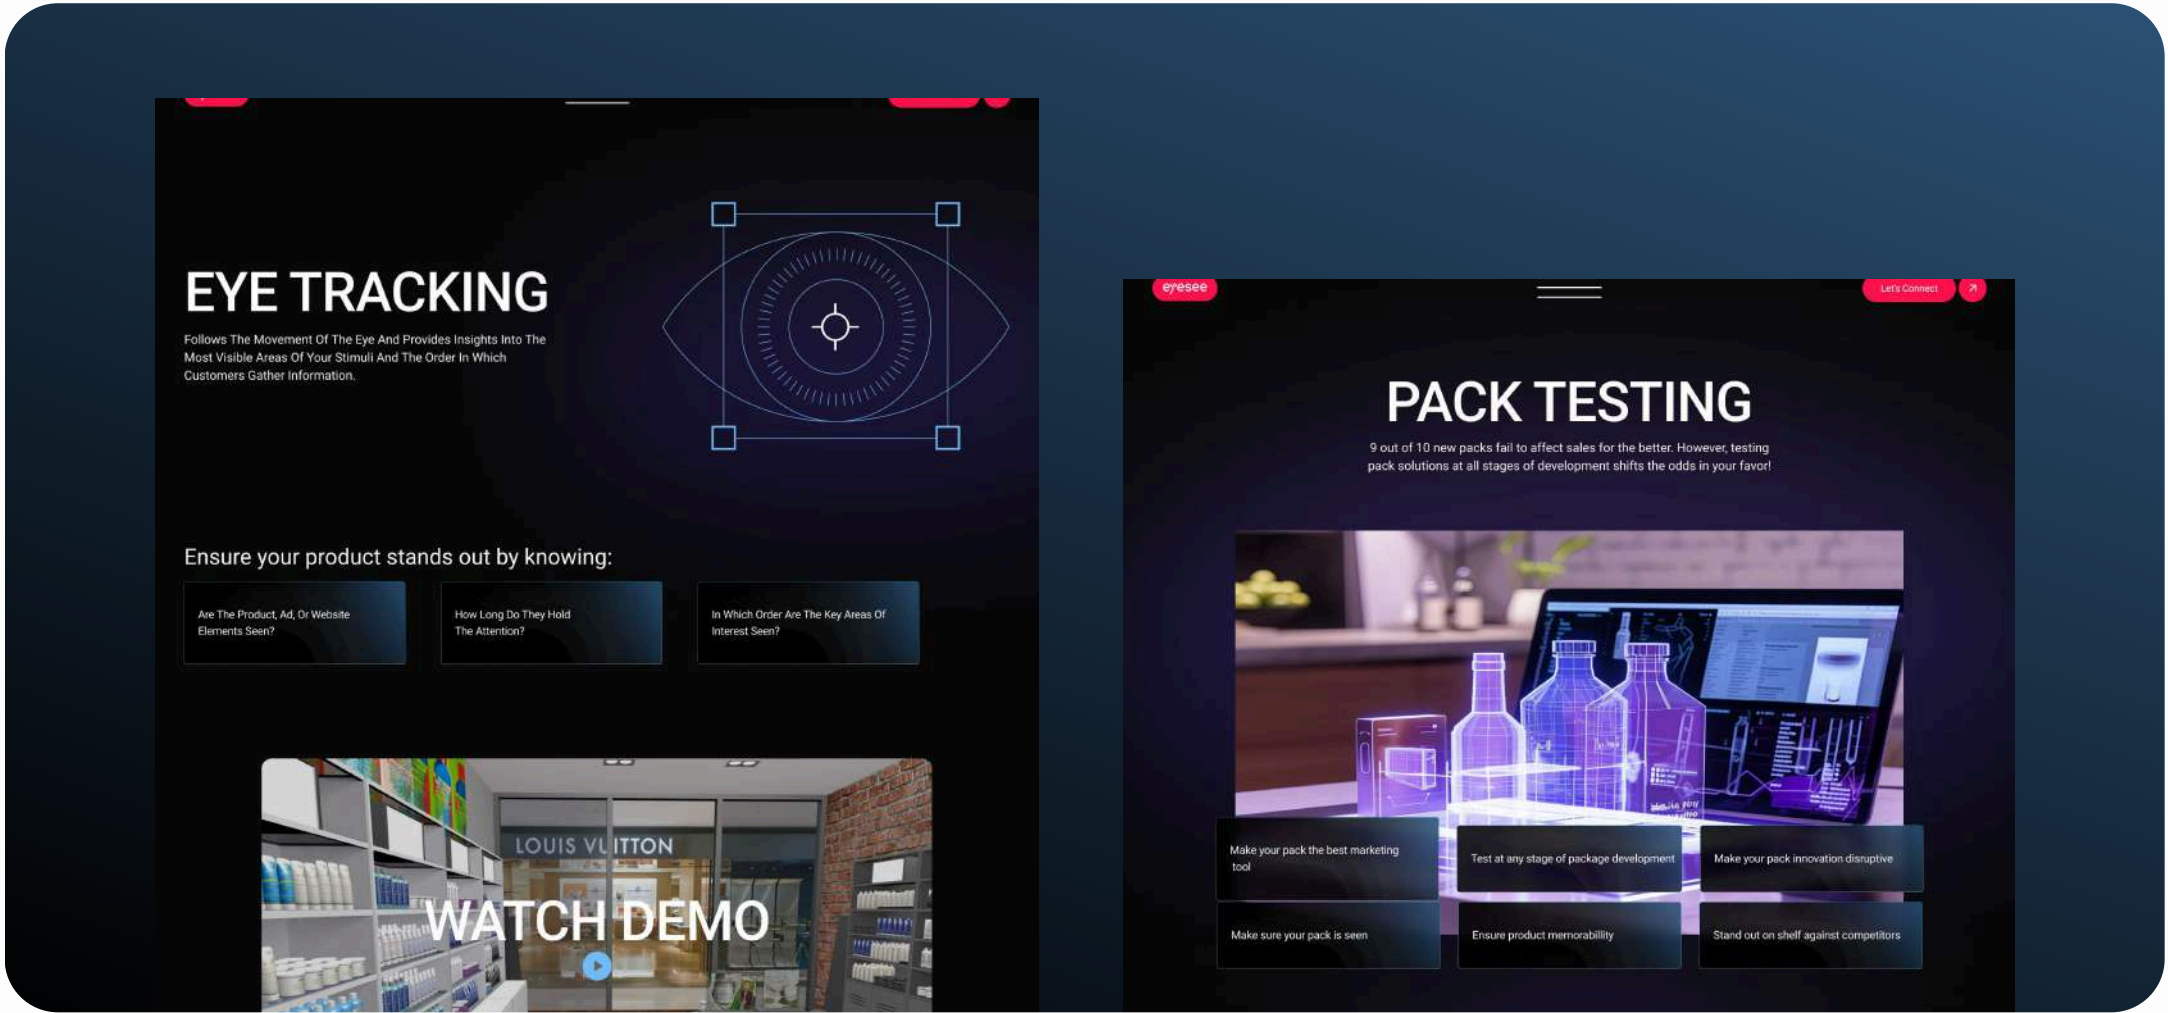 EYE TRACKING
Follows The Movement Of The Eye And Provides Insights Into The
Most Visible Areas Of Your Stimuli And The Order In Which
Customers Gather Information.
Ensure your product stands out by knowing:
Are The Product, Ad, Or Website
Elements Seen?
How Long Do They Hold
The Attention?
In Which Order Are The Key Areas Of
Interest Seen?
LOUIS VUITTON
WATCH DEMO
eyesee
Let's Connect
PACK TESTING
9 out of 10 new packs fail to affect sales for the better. However, testing
pack solutions at all stages of development shifts the odds in your favor!
Make your pack the best marketing
tool
Test at any stage of package development
Make your pack innovation disruptive
Make sure your pack is seen
Ensure product memorabillity
Stand out on shelf against competitors